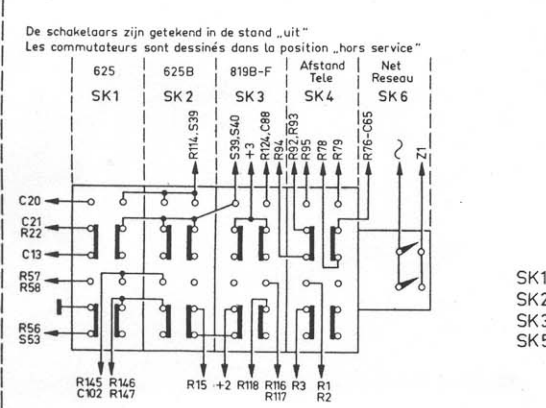 De schakelaars zijn getekend in de stand „uit"
Les commutateurs sont dessinés dans la position „hors service"
625
625B
819B-F
Afstand
Tele
Net
Reseau
SK1
SK2
SK3
SK4
SK6
R114,S39
S39,S40
+3
R124,C88
R94
R92,R93
R95
R78
R79
R76-C65
~
Z1
C20
C21
R22
C13
R57
R58
R56
S53
R145
C102
R146
R147
R15
+2
R118
R116
R117
R3
R1
R2
SK1
SK2
SK3
SK5